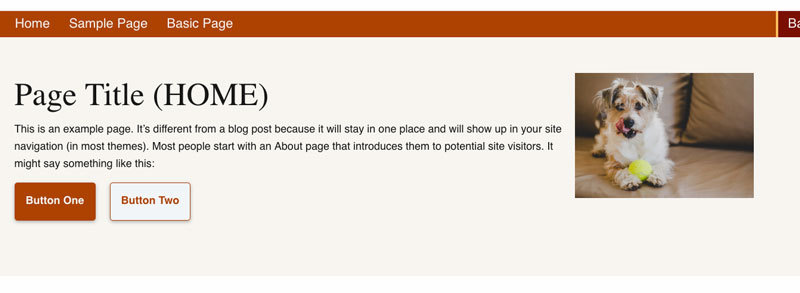 Home Sample Page Basic Page
Page Title (HOME)
This is an example page. It's different from a blog post because it will stay in one place and will show up in your site
navigation (in most themes). Most people start with an About page that introduces them to potential site visitors. It
might say something like this:
Button One Button Two